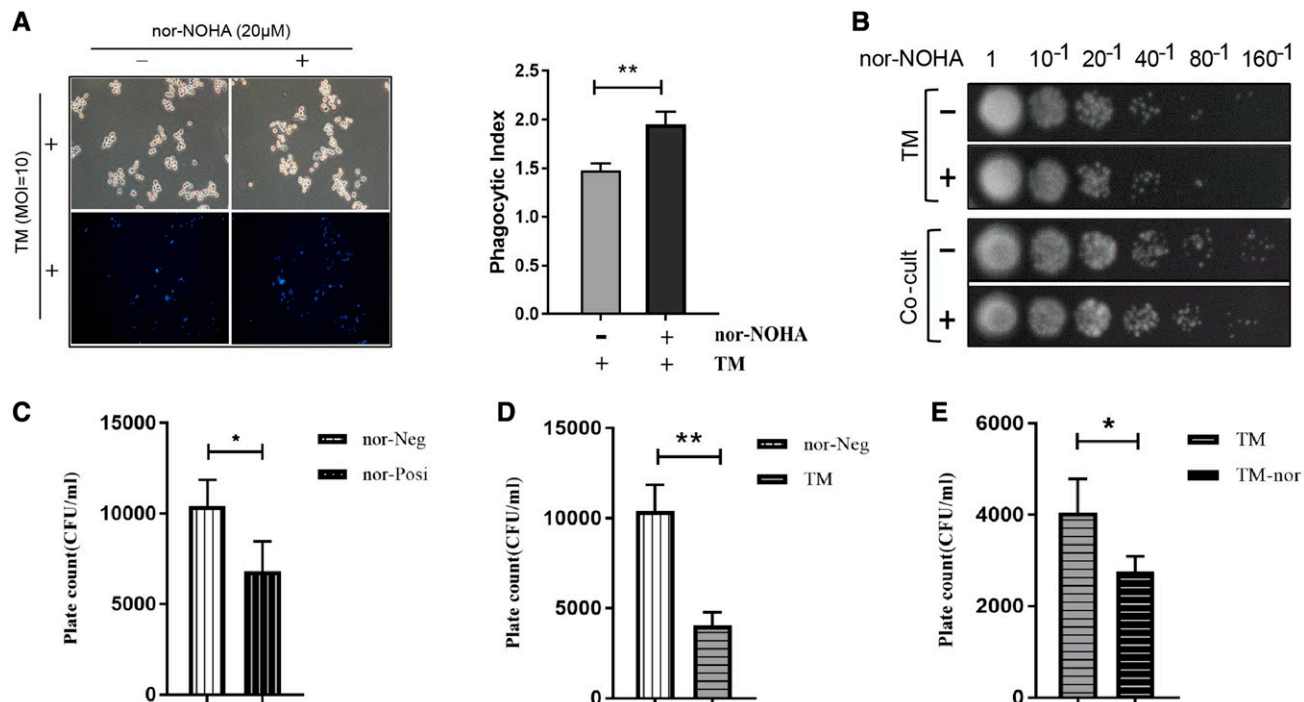 A
nor-NOHA (20μM)
− +
TM (MOI=10)
+
+
Phagocytic Index
2.5
2.0
1.5
1.0
0.5
0.0
**
- + nor-NOHA
+ + TM
B
nor-NOHA 1 10-1 20-1 40-1 80-1 160-1
TM
−
+
Co-cult
−
+
C
Plate count(CFU/ml)
15000
10000
5000
0
*
nor-Neg
nor-Posi
D
Plate count(CFU/ml)
15000
10000
5000
0
**
nor-Neg
TM
E
Plate count(CFU/ml)
6000
4000
2000
0
*
TM
TM-nor